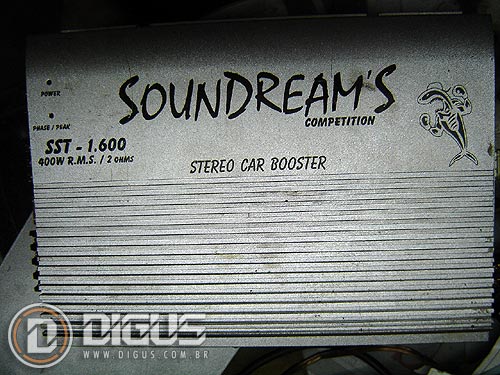 POWER
SOUNDREAM'S
COMPETITION
PHASE / PEAK
SST - 1.600
400W R.M.S. / 2 OHMS
STEREO CAR BOOSTER
DIGUS
WWW.DIGUS.COM.BR